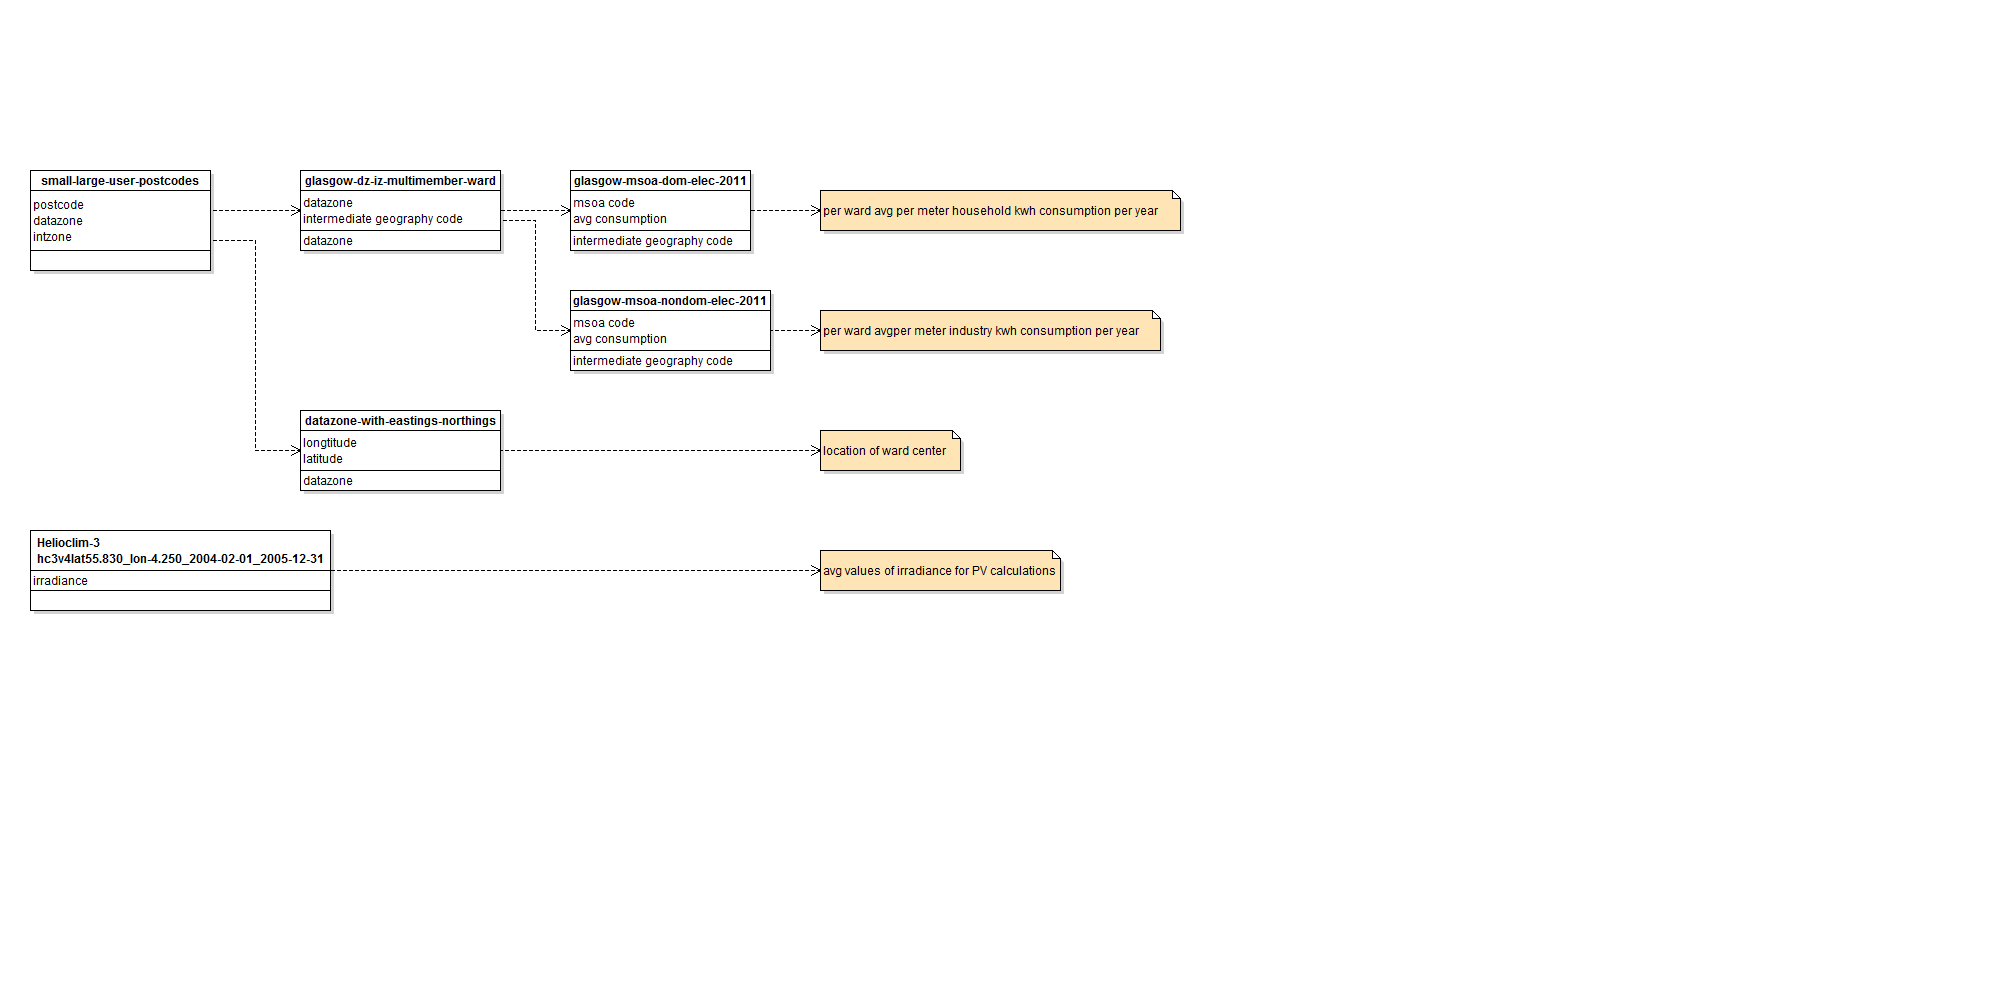 small-large-user-postcodes
postcode
datazone
intzone
glasgow-dz-iz-multimember-ward
datazone
intermediate geography code
datazone
glasgow-msoa-dom-elec-2011
msoa code
avg consumption
intermediate geography code
per ward avg per meter household kwh consumption per year
glasgow-msoa-nondom-elec-2011
msoa code
avg consumption
intermediate geography code
per ward avgper meter industry kwh consumption per year
datazone-with-eastings-northings
longtitude
latitude
datazone
location of ward center
Helioclim-3
hc3v4lat55.830_lon-4.250_2004-02-01_2005-12-31
irradiance
avg values of irradiance for PV calculations